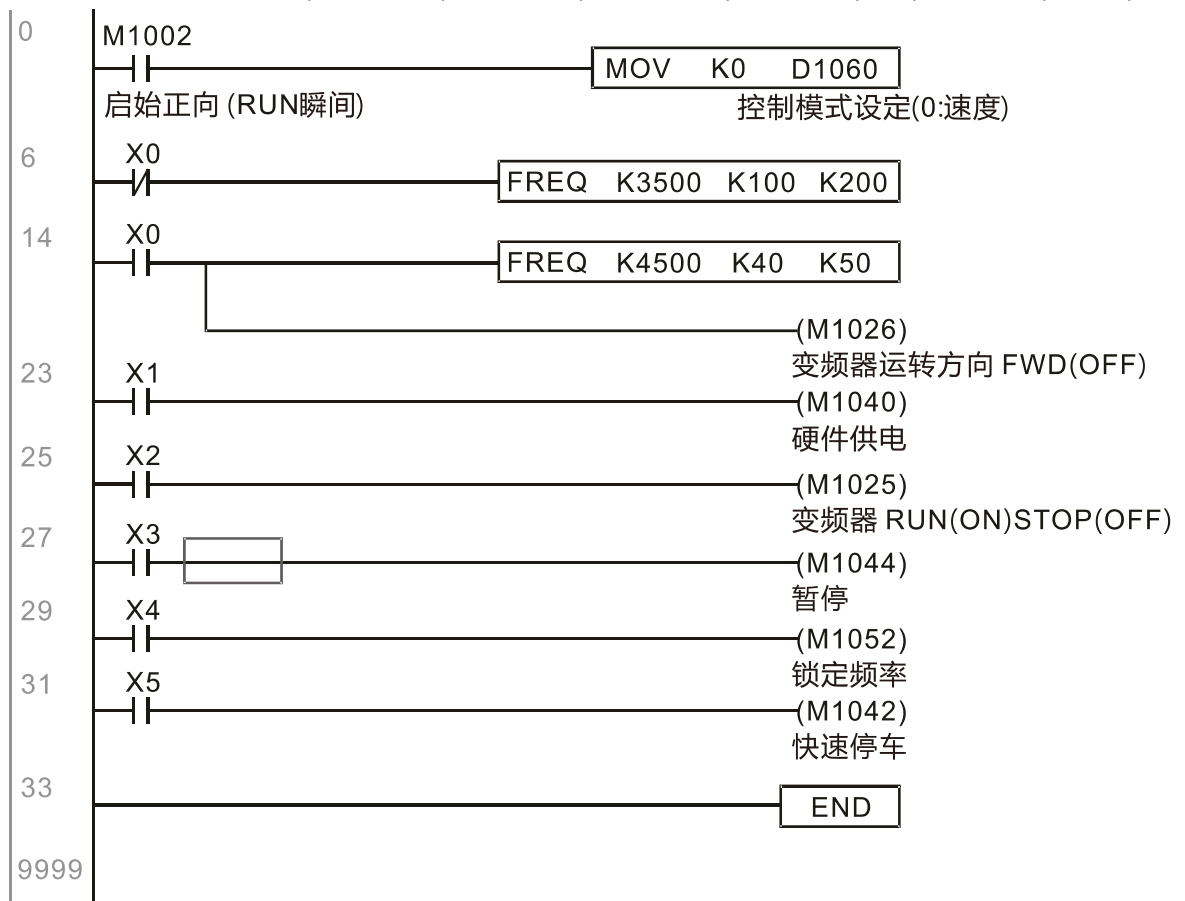 0
M1002
MOV K0 D1060
启始正向 (RUN瞬间)
控制模式设定(0:速度)
6
X0
FREQ K3500 K100 K200
14
X0
FREQ K4500 K40 K50
(M1026)
变频器运转方向 FWD(OFF)
23
X1
(M1040)
硬件供电
25
X2
(M1025)
变频器 RUN(ON)STOP(OFF)
27
X3
(M1044)
暂停
29
X4
(M1052)
锁定频率
31
X5
(M1042)
快速停车
33
END
9999